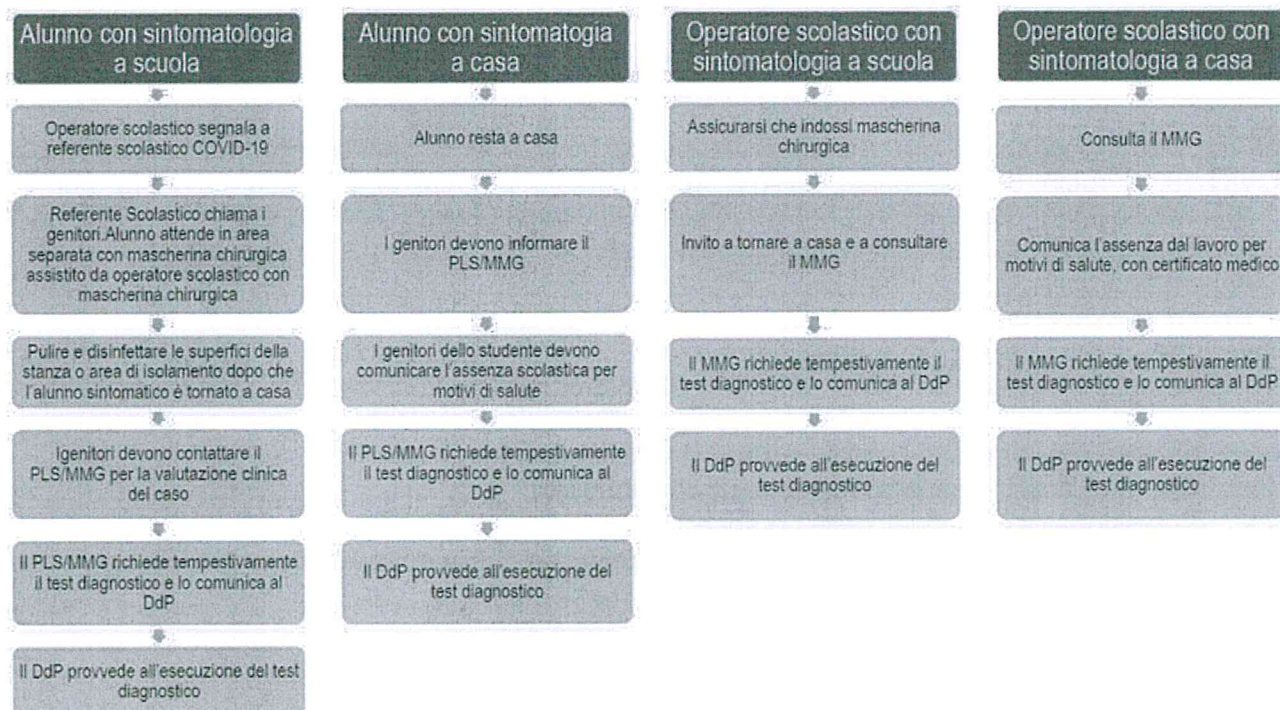 Alunno con sintomatologia
a scuola
Operatore scolastico segnala a
referente scolastico COVID-19
Referente Scolastico chiama i
genitori.Alunno attende in area
separata con mascherina chirurgica
assistito da operatore scolastico con
mascherina chirurgica
Pulire e disinfettare le superfici della
stanza o area di isolamento dopo che
l'alunno sintomatico è tornato a casa
Igenitori devono contattare il
PLS/MMG per la valutazione clinica
del caso
Il PLS/MMG richiede tempestivamente
il test diagnostico e lo comunica al
DdP
Il DdP provvede all'esecuzione del test
diagnostico
Alunno con sintomatogia
a casa
Alunno resta a casa
I genitori devono informare il
PLS/MMG
I genitori dello studente devono
comunicare l'assenza scolastica per
motivi di salute
Il PLS/MMG richiede tempestivamente
il test diagnostico e lo comunica al
DdP
Il DdP provvede all'esecuzione del
test diagnostico
Operatore scolastico con
sintomatologia a scuola
Assicurarsi che indossi mascherina
chirurgica
Invito a tornare a casa e a consultare
il MMG
Il MMG richiede tempestivamente il
test diagnostico e lo comunica al DdP
Il DdP provvede all'esecuzione del
test diagnostico
Operatore scolastico con
sintomatologia a casa
Consulta il MMG
Comunica l'assenza dal lavoro per
motivi di salute, con certificato medico
Il MMG richiede tempestivamente il
test diagnostico e lo comunica al DdP
Il DdP provvede all'esecuzione del
test diagnostico